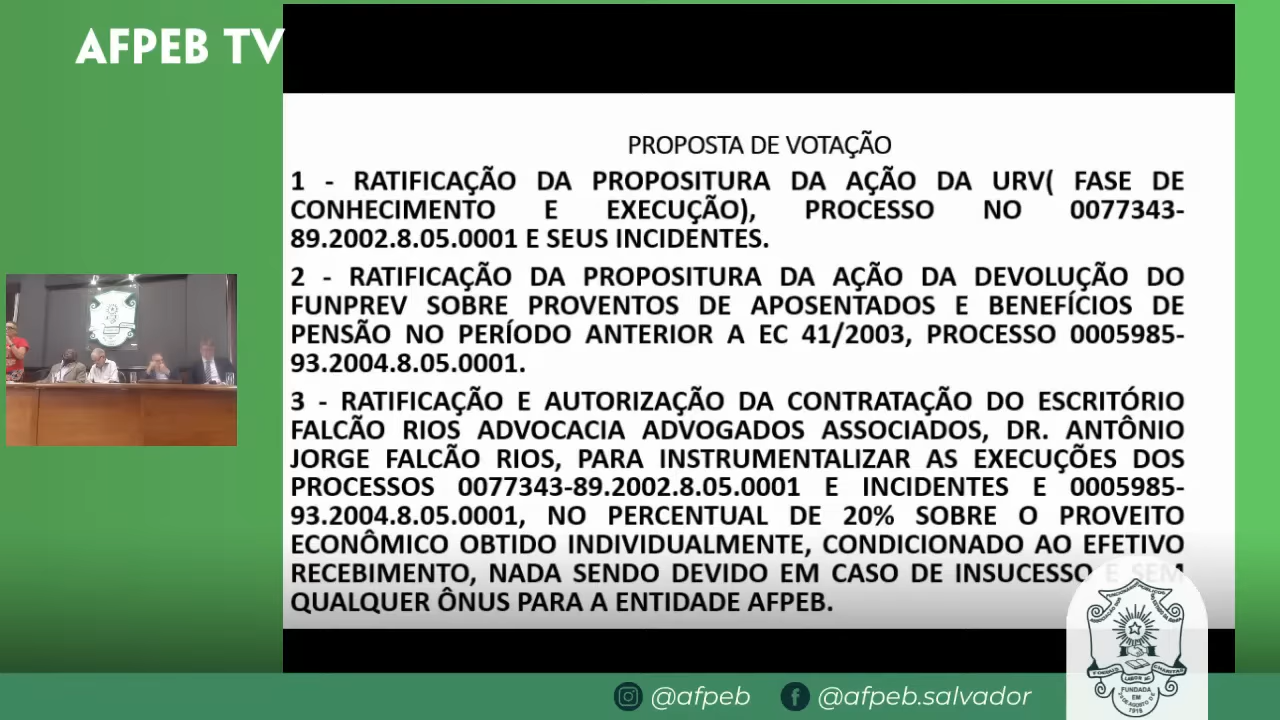 AFPEB TV
PROPOSTA DE VOTAÇÃO
1 - RATIFICAÇÃO DA PROPOSITURA DA AÇÃO DA URV( FASE DE
CONHECIMENTO E EXECUÇÃO), PROCESSO NO 0077343-
89.2002.8.05.0001 E SEUS INCIDENTES.
2 - RATIFICAÇÃO DA PROPOSITURA DA AÇÃO DA DEVOLUÇÃO DO
FUNPREV SOBRE PROVENTOS DE APOSENTADOS E BENEFÍCIOS DE
PENSÃO NO PERÍODO ANTERIOR A EC 41/2003, PROCESSO 0005985-
93.2004.8.05.0001.
3 - RATIFICAÇÃO E AUTORIZAÇÃO DA CONTRATAÇÃO DO ESCRITÓRIO
FALCÃO RIOS ADVOCACIA ADVOGADOS ASSOCIADOS, DR. ANTÔNIO
JORGE FALCÃO RIOS, PARA INSTRUMENTALIZAR AS EXECUÇÕES DOS
PROCESSOS 0077343-89.2002.8.05.0001 E INCIDENTES E 0005985-
93.2004.8.05.0001, NO PERCENTUAL DE 20% SOBRE O PROVEITO
ECONÔMICO OBTIDO INDIVIDUALMENTE, CONDICIONADO AO EFETIVO
RECEBIMENTO, NADA SENDO DEVIDO EM CASO DE INSUCESSO E SEM
QUALQUER ÔNUS PARA A ENTIDADE AFPEB.
FUNDADA
EM
@afpeb
@afpeb.salvador